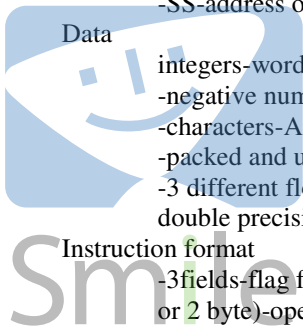 -SS-address o
Data
integers-word
-negative num
-characters-A
-packed and u
-3 different flo
double precisi
Instruction format
-3fields-flag f
or 2 byte)-ope
Smile